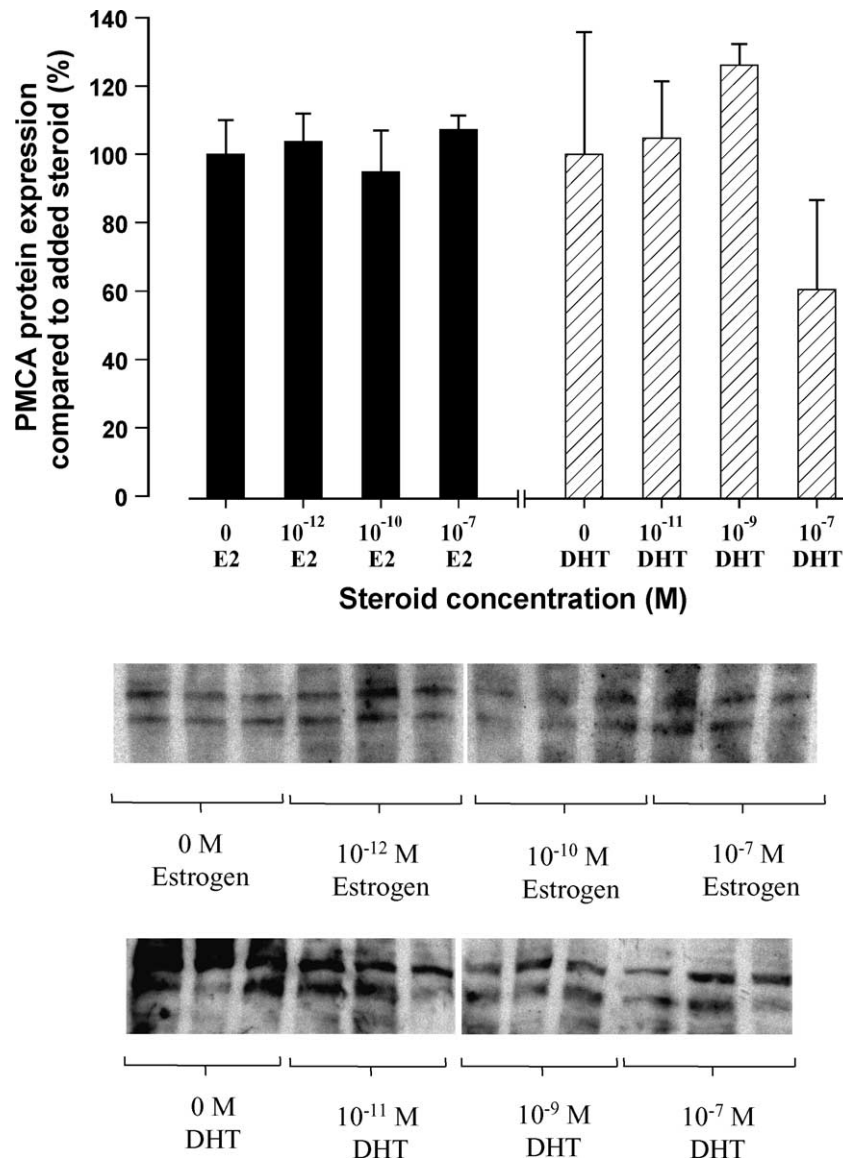 PMCA protein expression
compared to added steroid (%)
140
120
100
80
60
40
20
0
0 10⁻¹² 10⁻¹⁰ 10⁻⁷ 0 10⁻¹¹ 10⁻⁹ 10⁻⁷
E2 E2 E2 E2 DHT DHT DHT DHT
Steroid concentration (M)
0 M 10⁻¹² M 10⁻¹⁰ M 10⁻⁷ M
Estrogen Estrogen Estrogen Estrogen
0 M 10⁻¹¹ M 10⁻⁹ M 10⁻⁷ M
DHT DHT DHT DHT